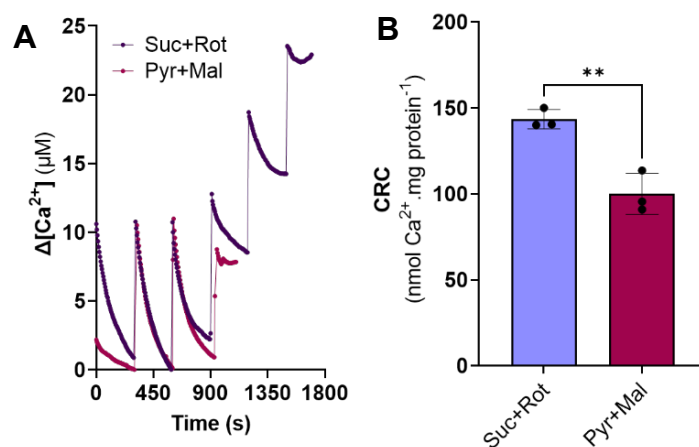 A
Suc+Rot
Pyr+Mal
Δ[Ca²⁺] (μM)
25
20
15
10
5
0
0 450 900 1350 1800
Time (s)
B
**
CRC
(nmol Ca²⁺.mg protein⁻¹)
200
150
100
50
0
Suc+Rot
Pyr+Mal